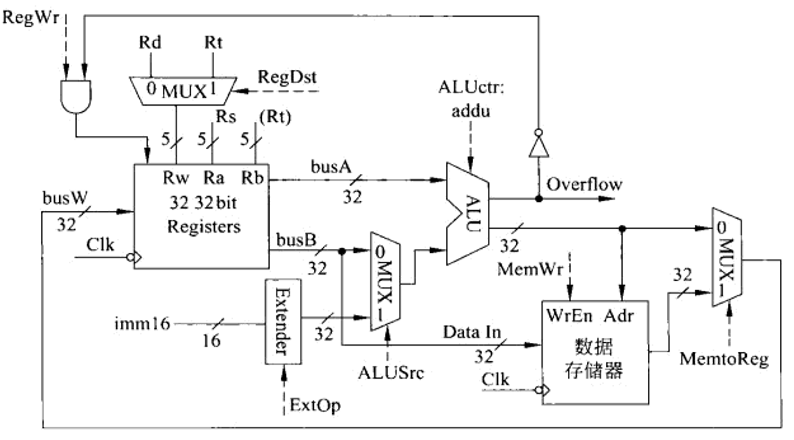 RegWr
Rd Rt
0 MUX 1
RegDst
ALUctr:
addu
Rs (Rt)
5 5 5
Rw Ra Rb
32 32bit
Registers
busW
32
Clk
busA
32
busB
32
ALU
Overflow
32
0 MUX 1
ALUSrc
imm16
16
Extender
32
ExtOp
MemWr
WrEn Adr
数据
存储器
Data In
32
Clk
32
0 MUX 1
MemtoReg